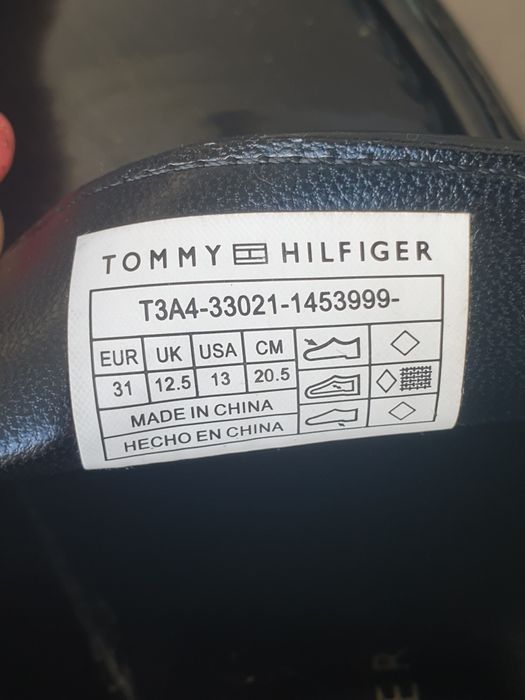 TOMMY HILFIGER
T3A4-33021-1453999-
EUR UK USA CM
31 12.5 13 20.5
MADE IN CHINA
HECHO EN CHINA
ER